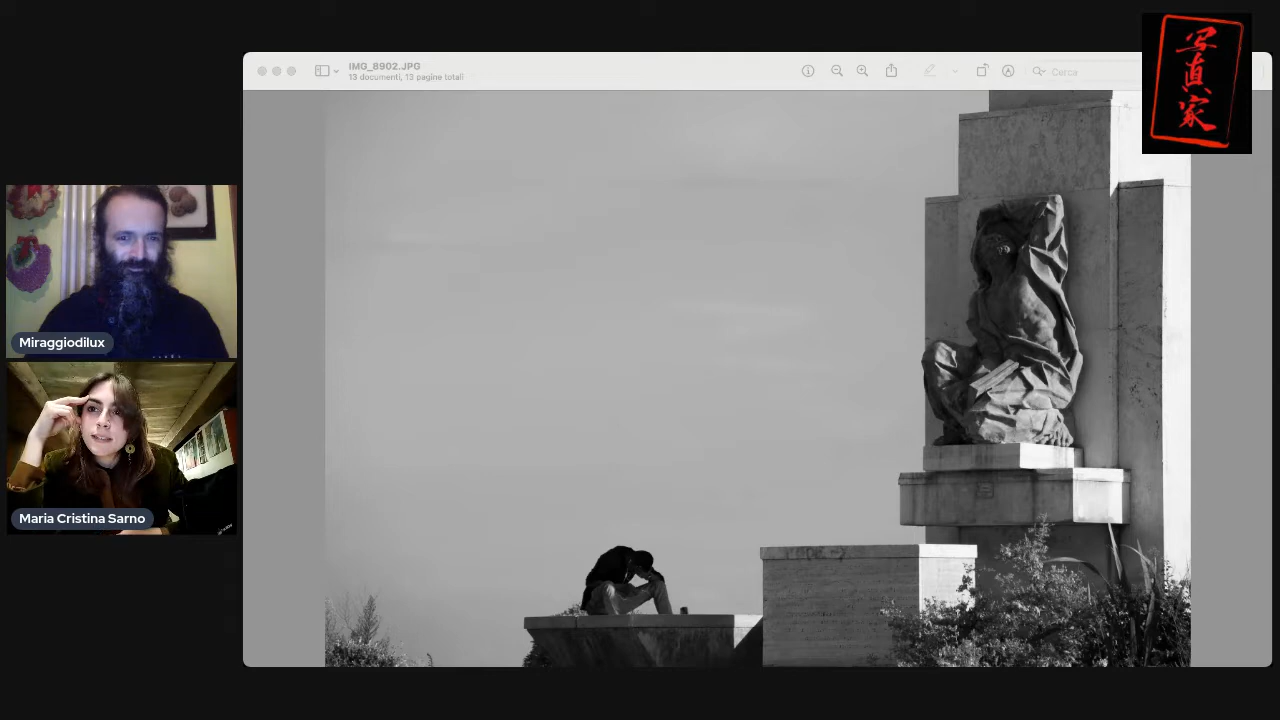 IMG_8902.JPG
13 documenti, 13 pagine totali
Cerca
写真家
Miraggiodilux
Maria Cristina Sarno